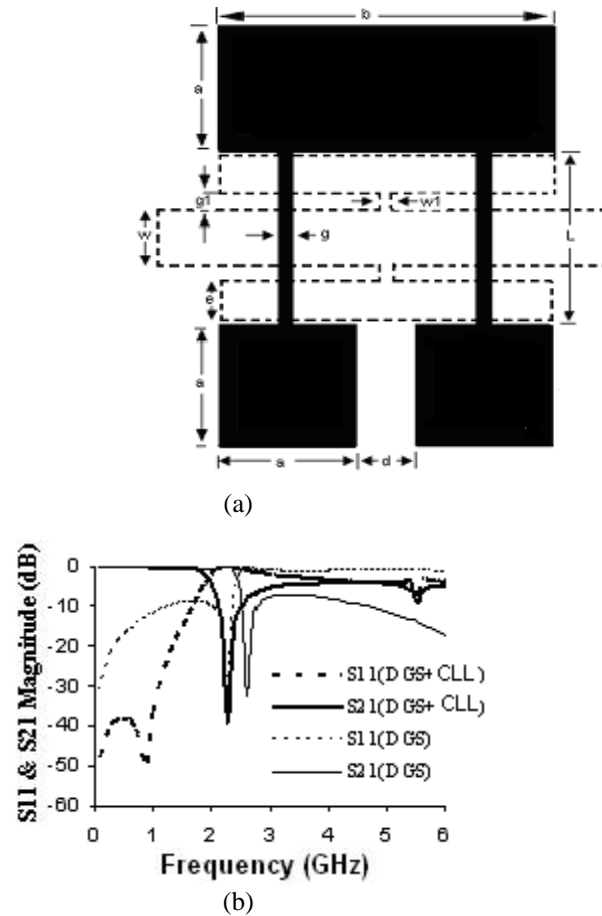 b
a
g1
w1
w
g
L
e
a
a
d
(a)
S11 & S21 Magnitude (dB)
0
-10
-20
-30
-40
-50
-60
S11(DGS+CLL)
S21(DGS+CLL)
S11(DGS)
S21(DGS)
0 1 2 3 4 5 6
Frequency (GHz)
(b)